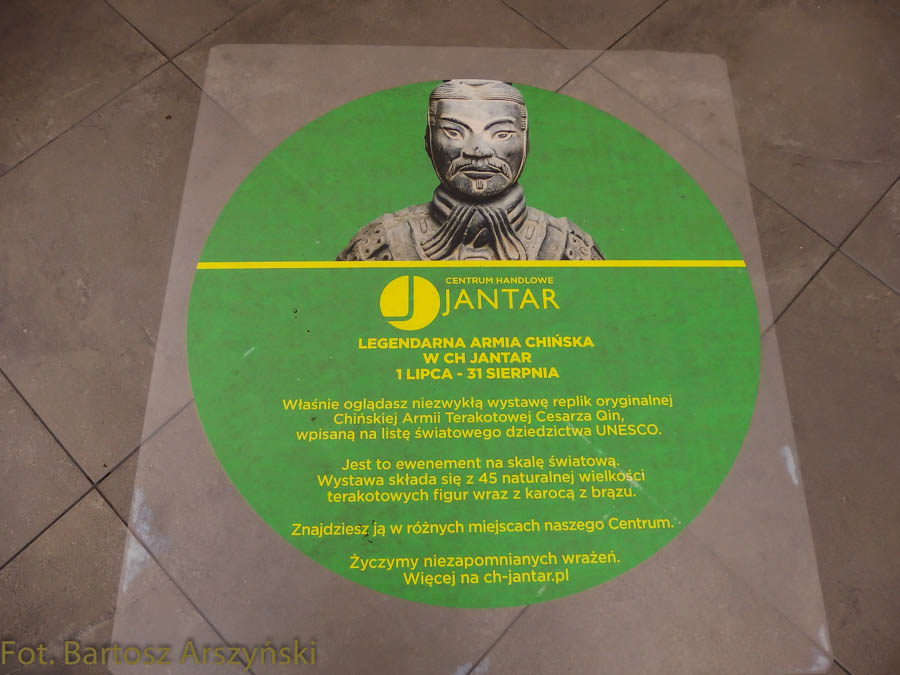 CENTRUM HANDLOWE
JANTAR
LEGENDARNA ARMIA CHIŃSKA
W CH JANTAR
1 LIPCA - 31 SIERPNIA
Właśnie oglądasz niezwykłą wystawę replik oryginalnej
Chińskiej Armii Terakotowej Cesarza Qin,
wpisaną na listę światowego dziedzictwa UNESCO.
Jest to ewenement na skalę światową.
Wystawa składa się z 45 naturalnej wielkości
terakotowych figur wraz z karocą z brązu.
Znajdziesz ją w różnych miejscach naszego Centrum.
Życzymy niezapomnianych wrażeń.
Więcej na ch-jantar.pl
Fot. Bartosz Arszyński